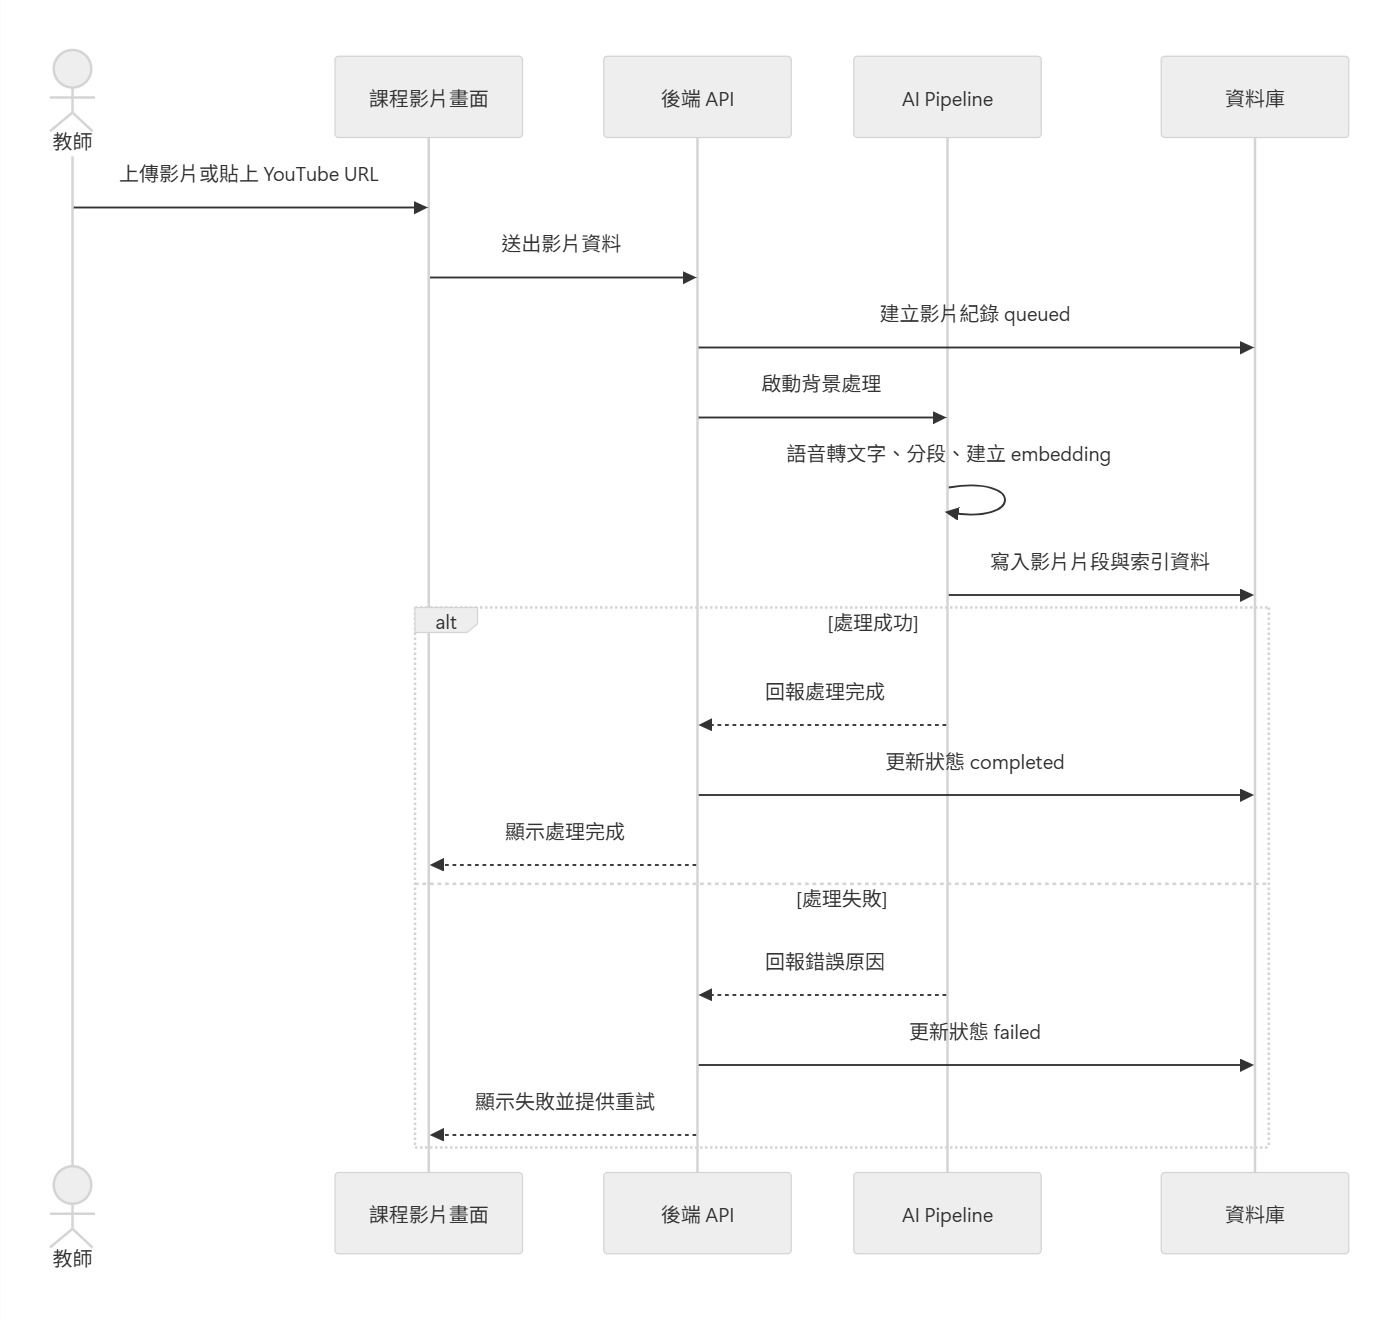 教師
課程影片畫面
後端 API
AI Pipeline
資料庫
上傳影片或貼上 YouTube URL
送出影片資料
建立影片紀錄 queued
啟動背景處理
語音轉文字、分段、建立 embedding
寫入影片片段與索引資料
alt
[處理成功]
回報處理完成
更新狀態 completed
顯示處理完成
[處理失敗]
回報錯誤原因
更新狀態 failed
顯示失敗並提供重試
教師
課程影片畫面
後端 API
AI Pipeline
資料庫